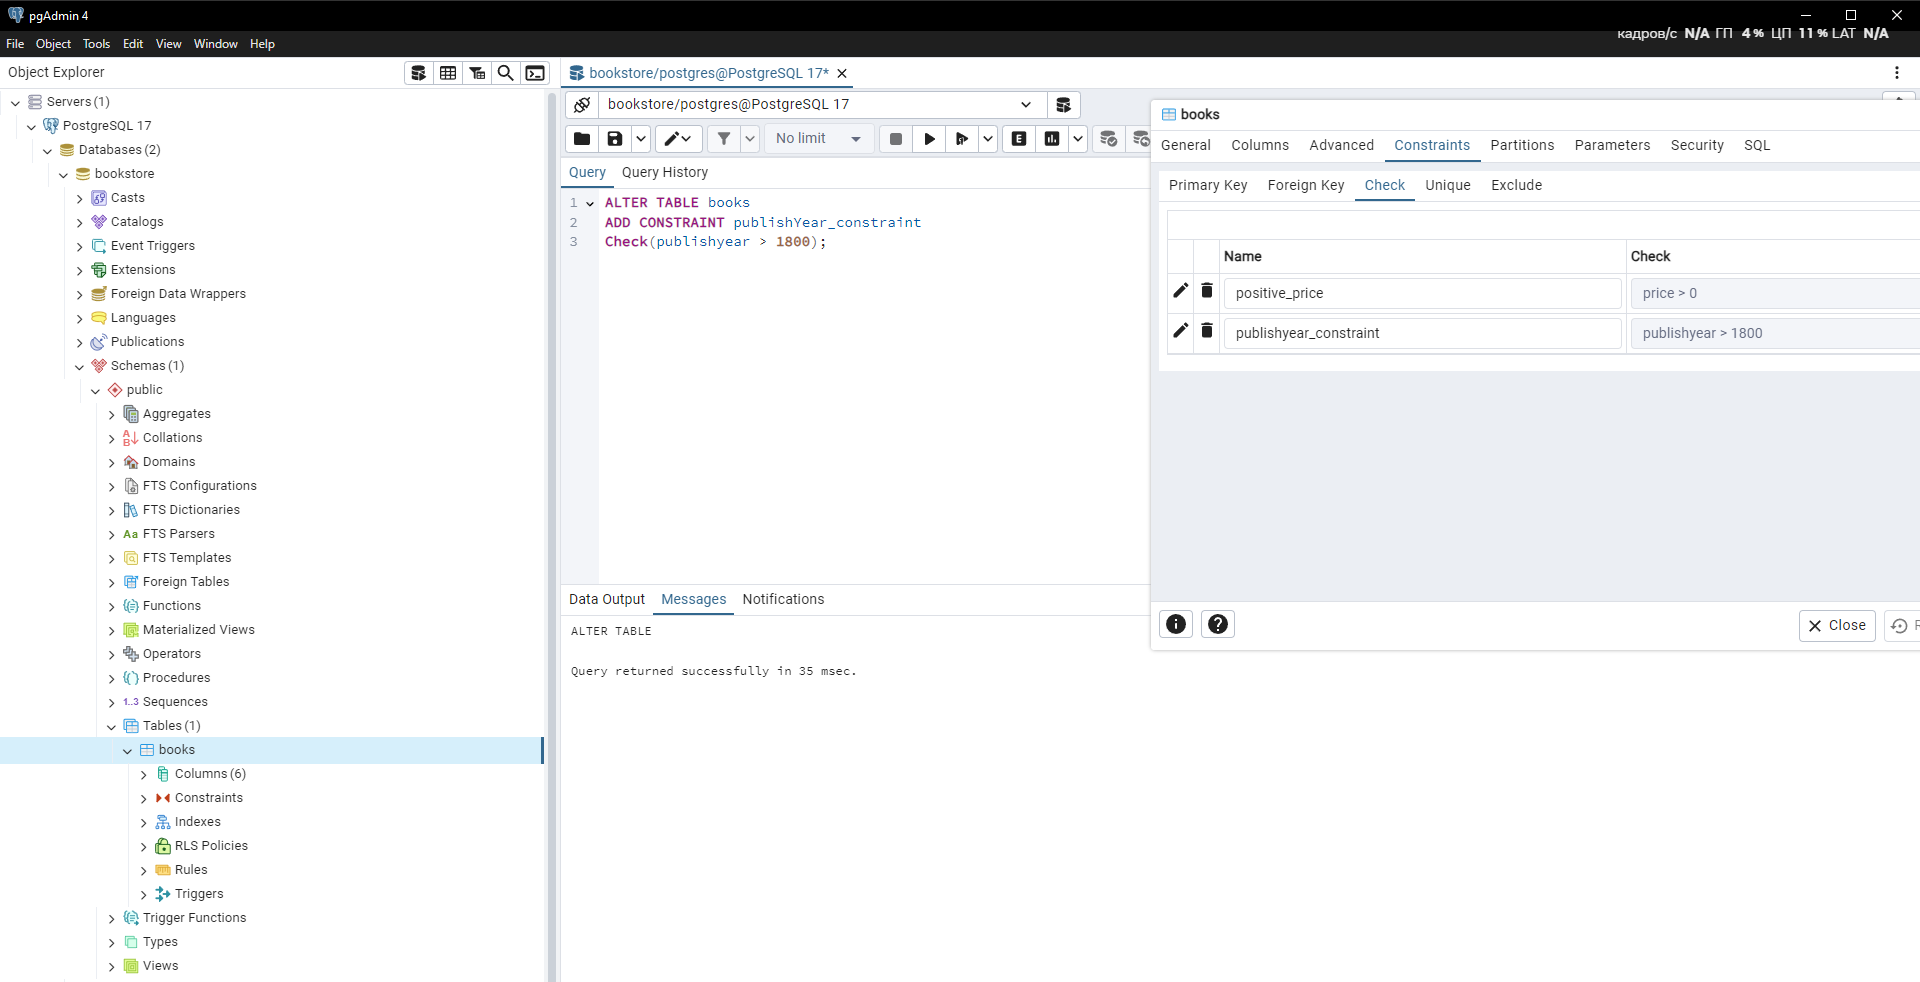 pgAdmin 4
File Object Tools Edit View Window Help
кадров/с N/A ГП 4 % ЦП 11 % LAT N/A
Object Explorer
Servers (1)
PostgreSQL 17
Databases (2)
bookstore
Casts
Catalogs
Event Triggers
Extensions
Foreign Data Wrappers
Languages
Publications
Schemas (1)
public
Aggregates
Collations
Domains
FTS Configurations
FTS Dictionaries
Aa FTS Parsers
FTS Templates
Foreign Tables
Functions
Materialized Views
Operators
Procedures
1..3 Sequences
Tables (1)
books
Columns (6)
Constraints
Indexes
RLS Policies
Rules
Triggers
Trigger Functions
Types
Views
bookstore/postgres@PostgreSQL 17*
bookstore/postgres@PostgreSQL 17
No limit
E
Query Query History
1 ALTER TABLE books
2 ADD CONSTRAINT publishYear_constraint
3 Check(publishyear > 1800);
Data Output Messages Notifications
ALTER TABLE
Query returned successfully in 35 msec.
books
General Columns Advanced Constraints Partitions Parameters Security SQL
Primary Key Foreign Key Check Unique Exclude
Name Check
positive_price price > 0
publishyear_constraint publishyear > 1800
Close